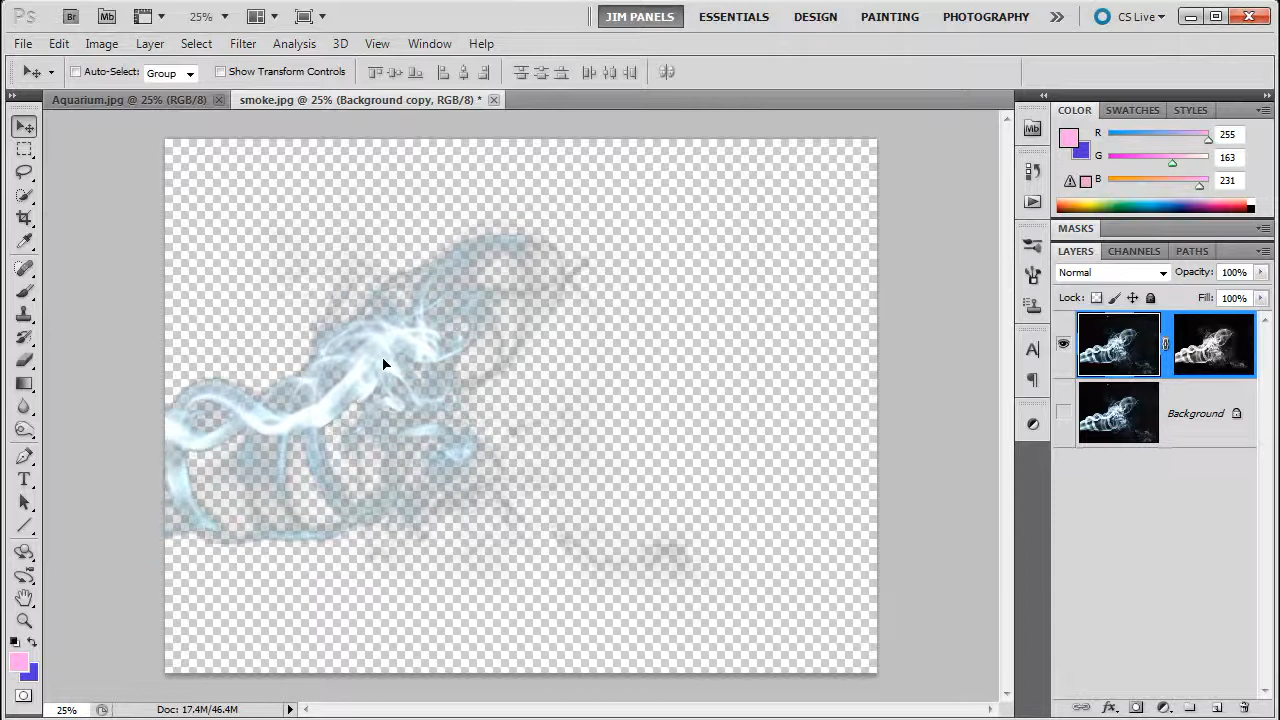 Ps Br Mb 25% JIM PANELS ESSENTIALS DESIGN PAINTING PHOTOGRAPHY CS Live
File Edit Image Layer Select Filter Analysis 3D View Window Help
Auto-Select: Group Show Transform Controls
Aquarium.jpg @ 25% (RGB/8) smoke.jpg @ 25% (Background copy, RGB/8) *
COLOR SWATCHES STYLES
Mb
R 255
G 163
B 231
MASKS
LAYERS CHANNELS PATHS
Normal Opacity: 100%
Lock: Fill: 100%
Background
25% Doc: 17.4M/46.4M